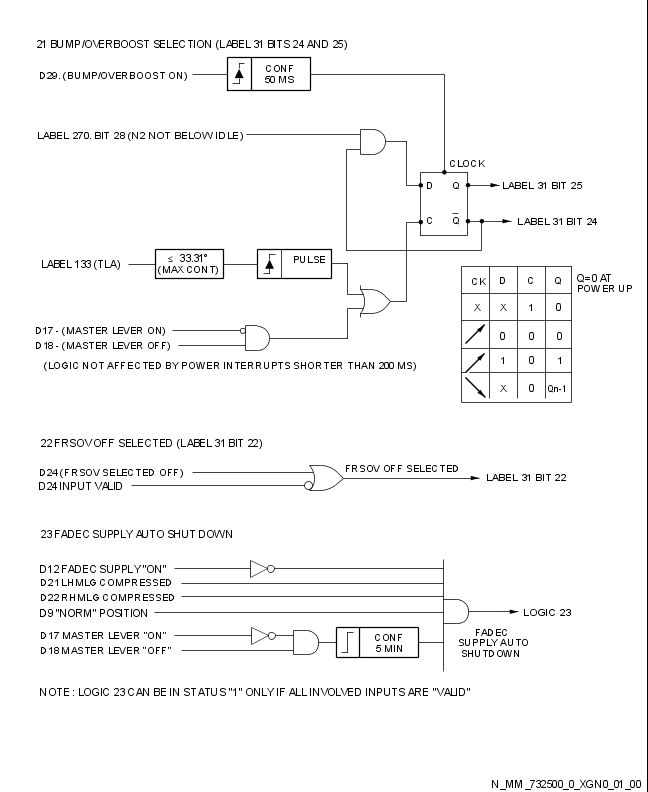 21 BUMP/OVERBOOST SELECTION (LABEL 31 BITS 24 AND 25)
D29. (BUMP/OVERBOOST ON)
CONF
50 MS
LABEL 270. BIT 28 (N2 NOT BELOW IDLE)
CLOCK
D Q
LABEL 31 BIT 25
C Q̅
LABEL 31 BIT 24
LABEL 133 (TLA)
≤ 33.31°
(MAX CONT)
PULSE
CK D C Q
Q=0 AT
POWER UP
X X 1 0
0 0 0
1 0 1
X 0 Qn-1
D17 - (MASTER LEVER ON)
D18 - (MASTER LEVER OFF)
(LOGIC NOT AFFECTED BY POWER INTERRUPTS SHORTER THAN 200 MS)
22 FRSOV OFF SELECTED (LABEL 31 BIT 22)
D24 (FRSOV SELECTED OFF)
D24 INPUT VALID
FRSOV OFF SELECTED
LABEL 31 BIT 22
23 FADEC SUPPLY AUTO SHUT DOWN
D12 FADEC SUPPLY "ON"
D21 LHMLG COMPRESSED
D22 RHMLG COMPRESSED
D9 "NORM" POSITION
LOGIC 23
FADEC
SUPPLY AUTO
SHUTDOWN
D17 MASTER LEVER "ON"
D18 MASTER LEVER "OFF"
CONF
5 MIN
NOTE : LOGIC 23 CAN BE IN STATUS "1" ONLY IF ALL INVOLVED INPUTS ARE "VALID"
N_MM_732500_0_XGN0_01_00